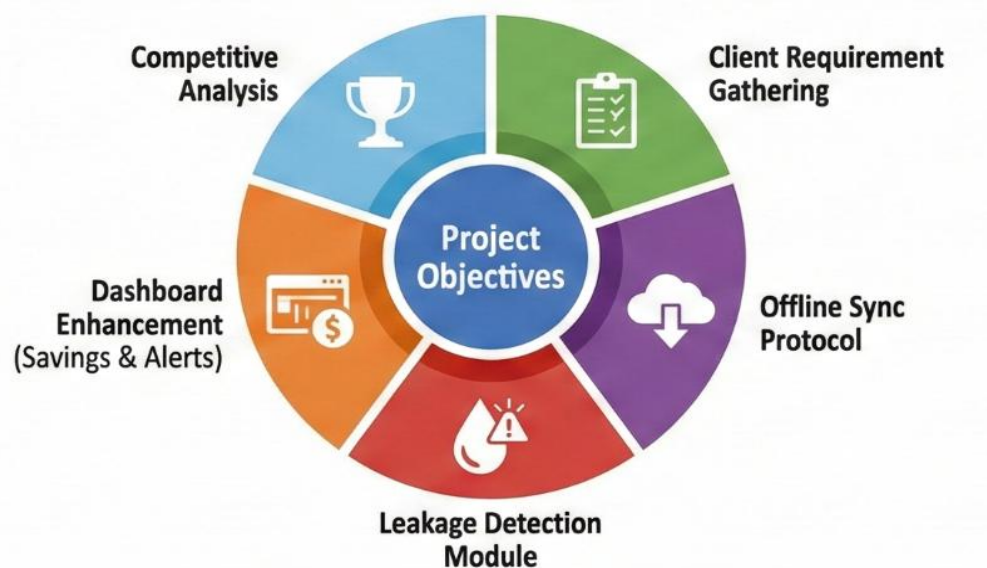 Competitive
Analysis
Client Requirement
Gathering
Project
Objectives
Dashboard
Enhancement
(Savings & Alerts)
$
Offline Sync
Protocol
Leakage Detection
Module